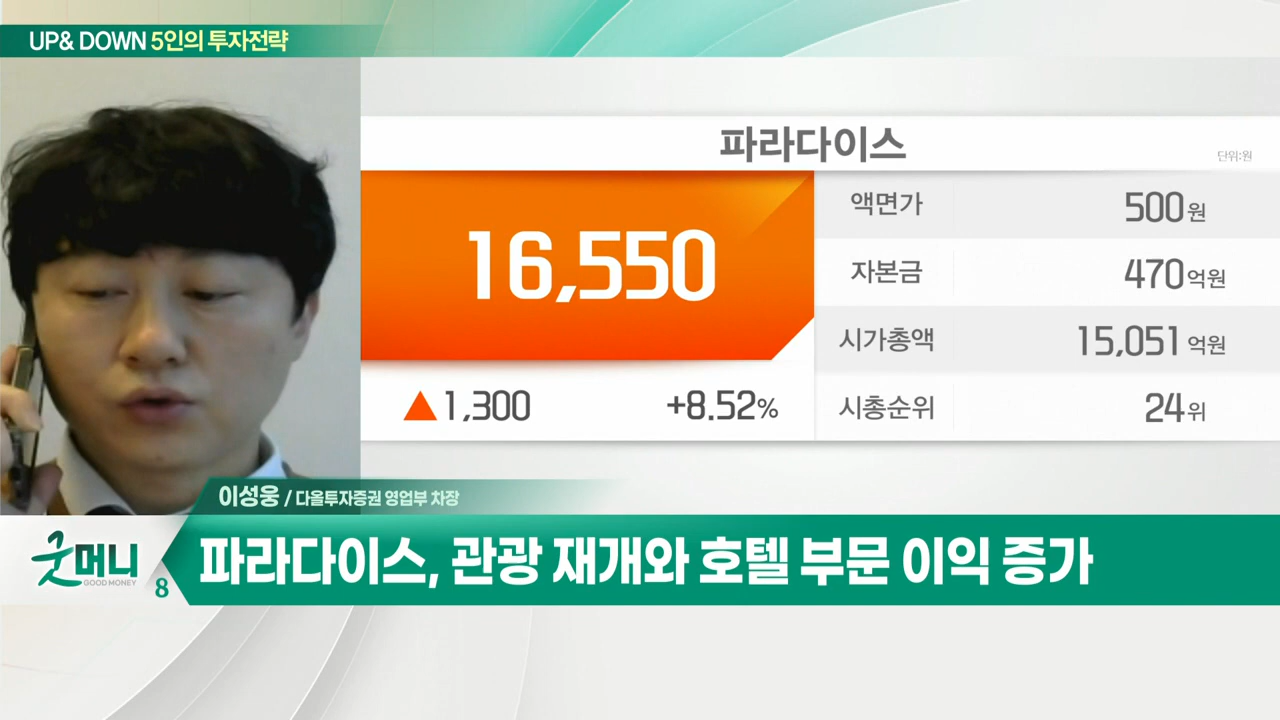 UP& DOWN 5인의 투자전략
파라다이스
단위:원
16,550
▲1,300 +8.52%
액면가 500원
자본금 470억원
시가총액 15,051억원
시총순위 24위
이성웅 / 다올투자증권 영업부 차장
굿머니
GOOD MONEY
8
파라다이스, 관광 재개와 호텔 부문 이익 증가